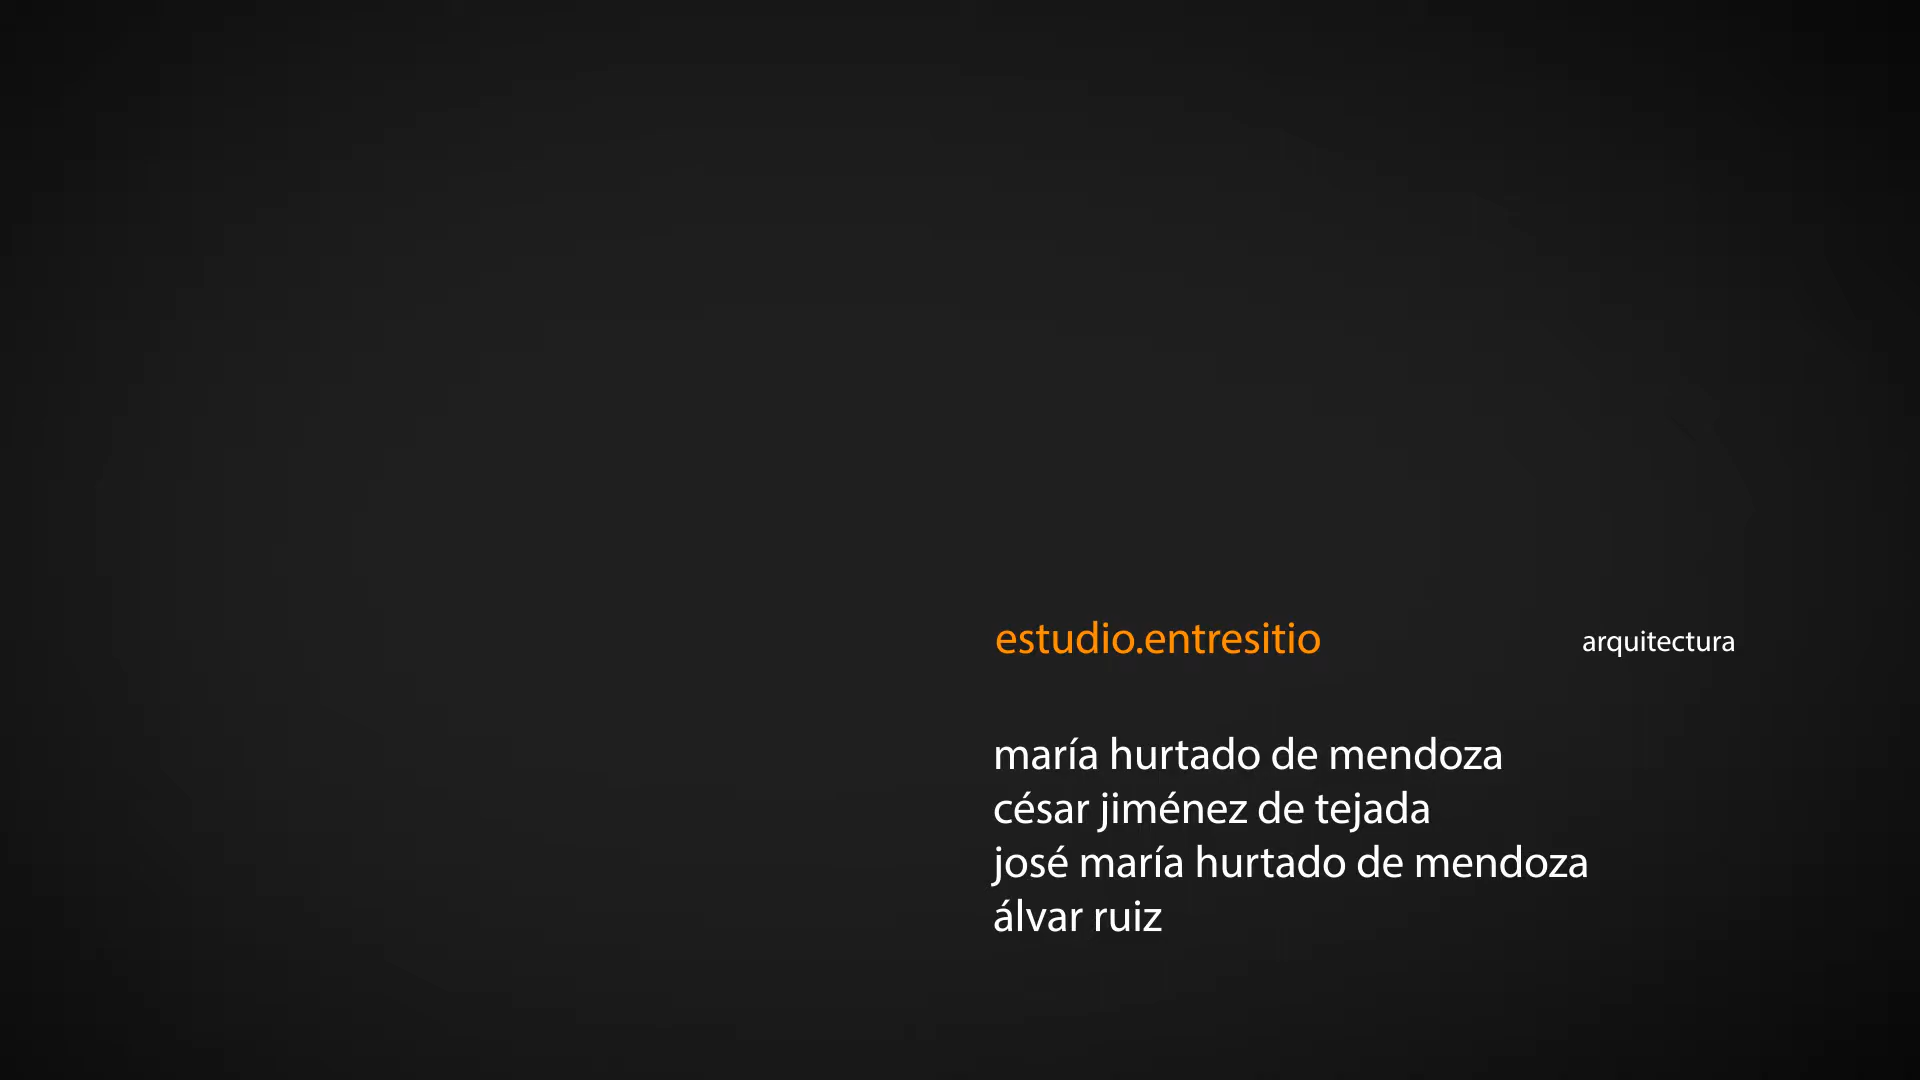 estudio.entresitio arquitectura
maría hurtado de mendoza
césar jiménez de tejada
josé maría hurtado de mendoza
álvar ruiz